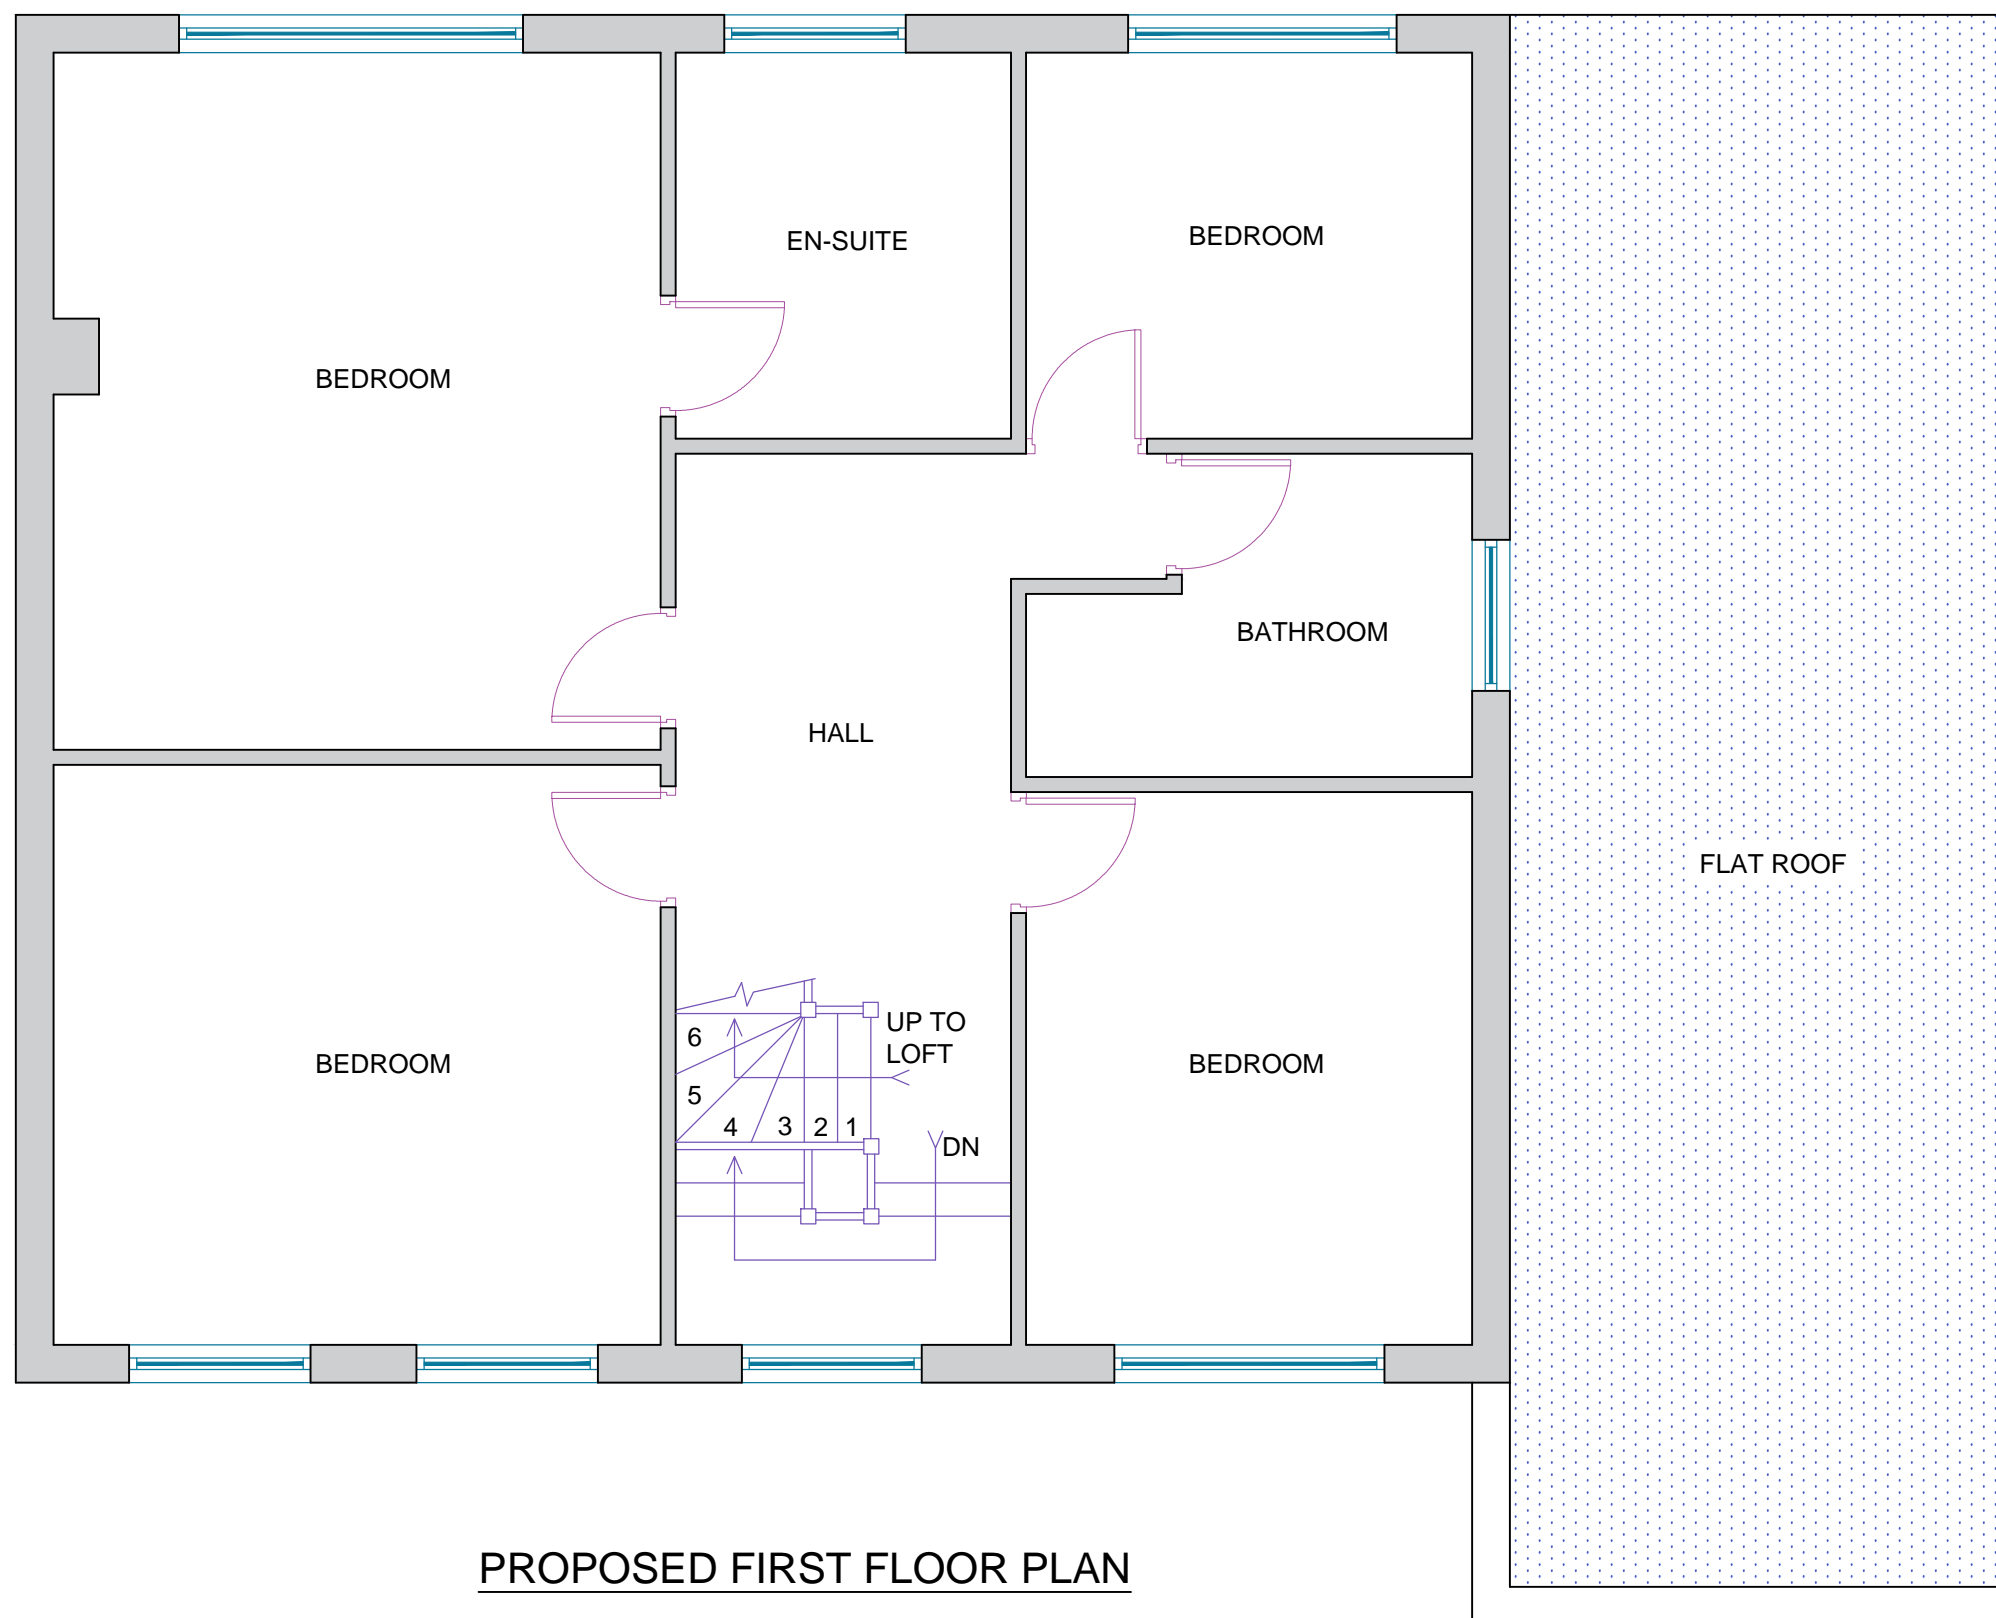 BEDROOM
EN-SUITE
BEDROOM
BATHROOM
HALL
FLAT ROOF
BEDROOM
UP TO
LOFT
6
5
4
3
2
1
DN
BEDROOM
PROPOSED FIRST FLOOR PLAN